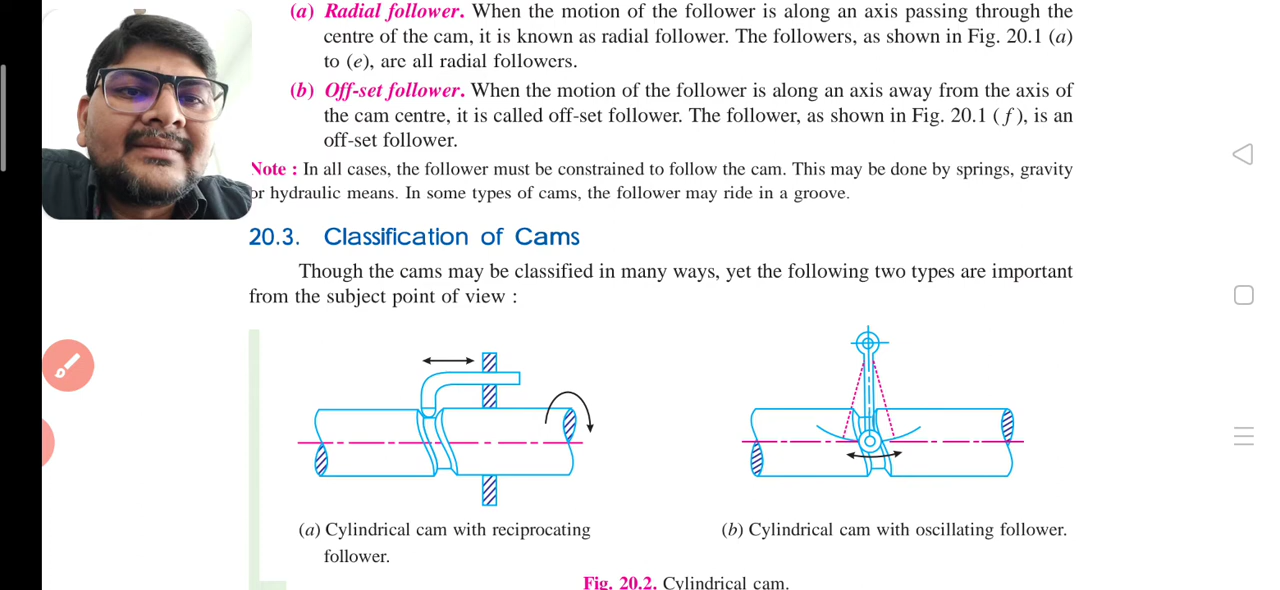 (a) Radial follower. When the motion of the follower is along an axis passing through the
centre of the cam, it is known as radial follower. The followers, as shown in Fig. 20.1 (a)
to (e), are all radial followers.
(b) Off-set follower. When the motion of the follower is along an axis away from the axis of
the cam centre, it is called off-set follower. The follower, as shown in Fig. 20.1 (f), is an
off-set follower.
Note : In all cases, the follower must be constrained to follow the cam. This may be done by springs, gravity
or hydraulic means. In some types of cams, the follower may ride in a groove.
20.3. Classification of Cams
Though the cams may be classified in many ways, yet the following two types are important
from the subject point of view :
(a) Cylindrical cam with reciprocating
follower.
(b) Cylindrical cam with oscillating follower.
Fig. 20.2. Cylindrical cam.